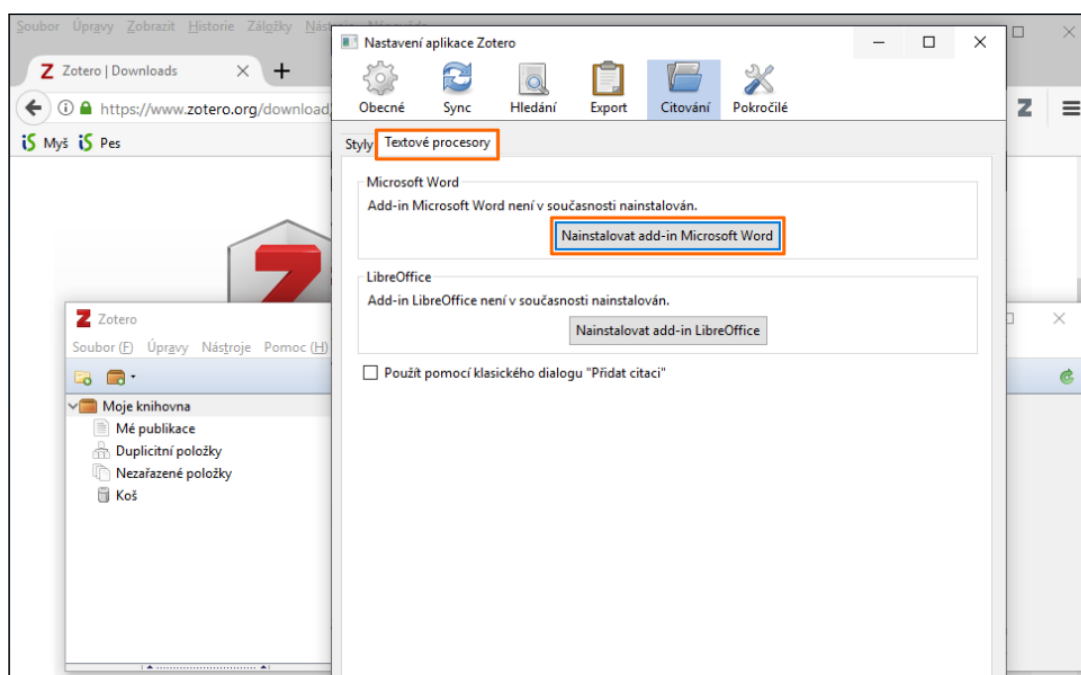 Soubor Úpravy Zobrazit Historie Záložky
Zotero | Downloads
https://www.zotero.org/download
Myš Pes
Nastavení aplikace Zotero
Obecné Sync Hledání Export Citování Pokročilé
Styly Textové procesory
Microsoft Word
Add-in Microsoft Word není v současnosti nainstalován.
Nainstalovat add-in Microsoft Word
LibreOffice
Add-in LibreOffice není v současnosti nainstalován.
Nainstalovat add-in LibreOffice
Použít pomocí klasického dialogu "Přidat citaci"
Zotero
Soubor (F) Úpravy Nástroje Pomoc (H)
Moje knihovna
Mé publikace
Duplicitní položky
Nezařazené položky
Koš